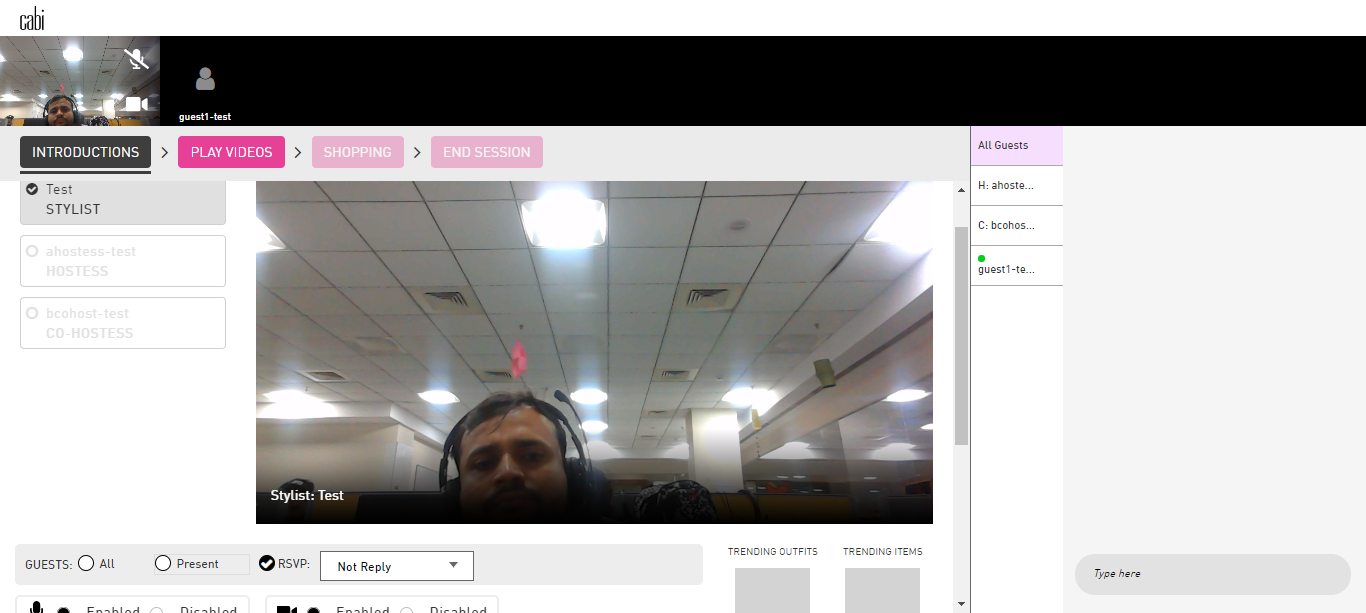 cabi
guest1-test
INTRODUCTIONS > PLAY VIDEOS > SHOPPING > END SESSION
Test
STYLIST
ahostess-test
HOSTESS
bcohost-test
CO-HOSTESS
Stylist: Test
All Guests
H: ahoste...
C: bcohos...
guest1-te...
GUESTS: All Present RSVP: Not Reply
Enabled Disabled Enabled Disabled
TRENDING OUTFITS TRENDING ITEMS
Type here